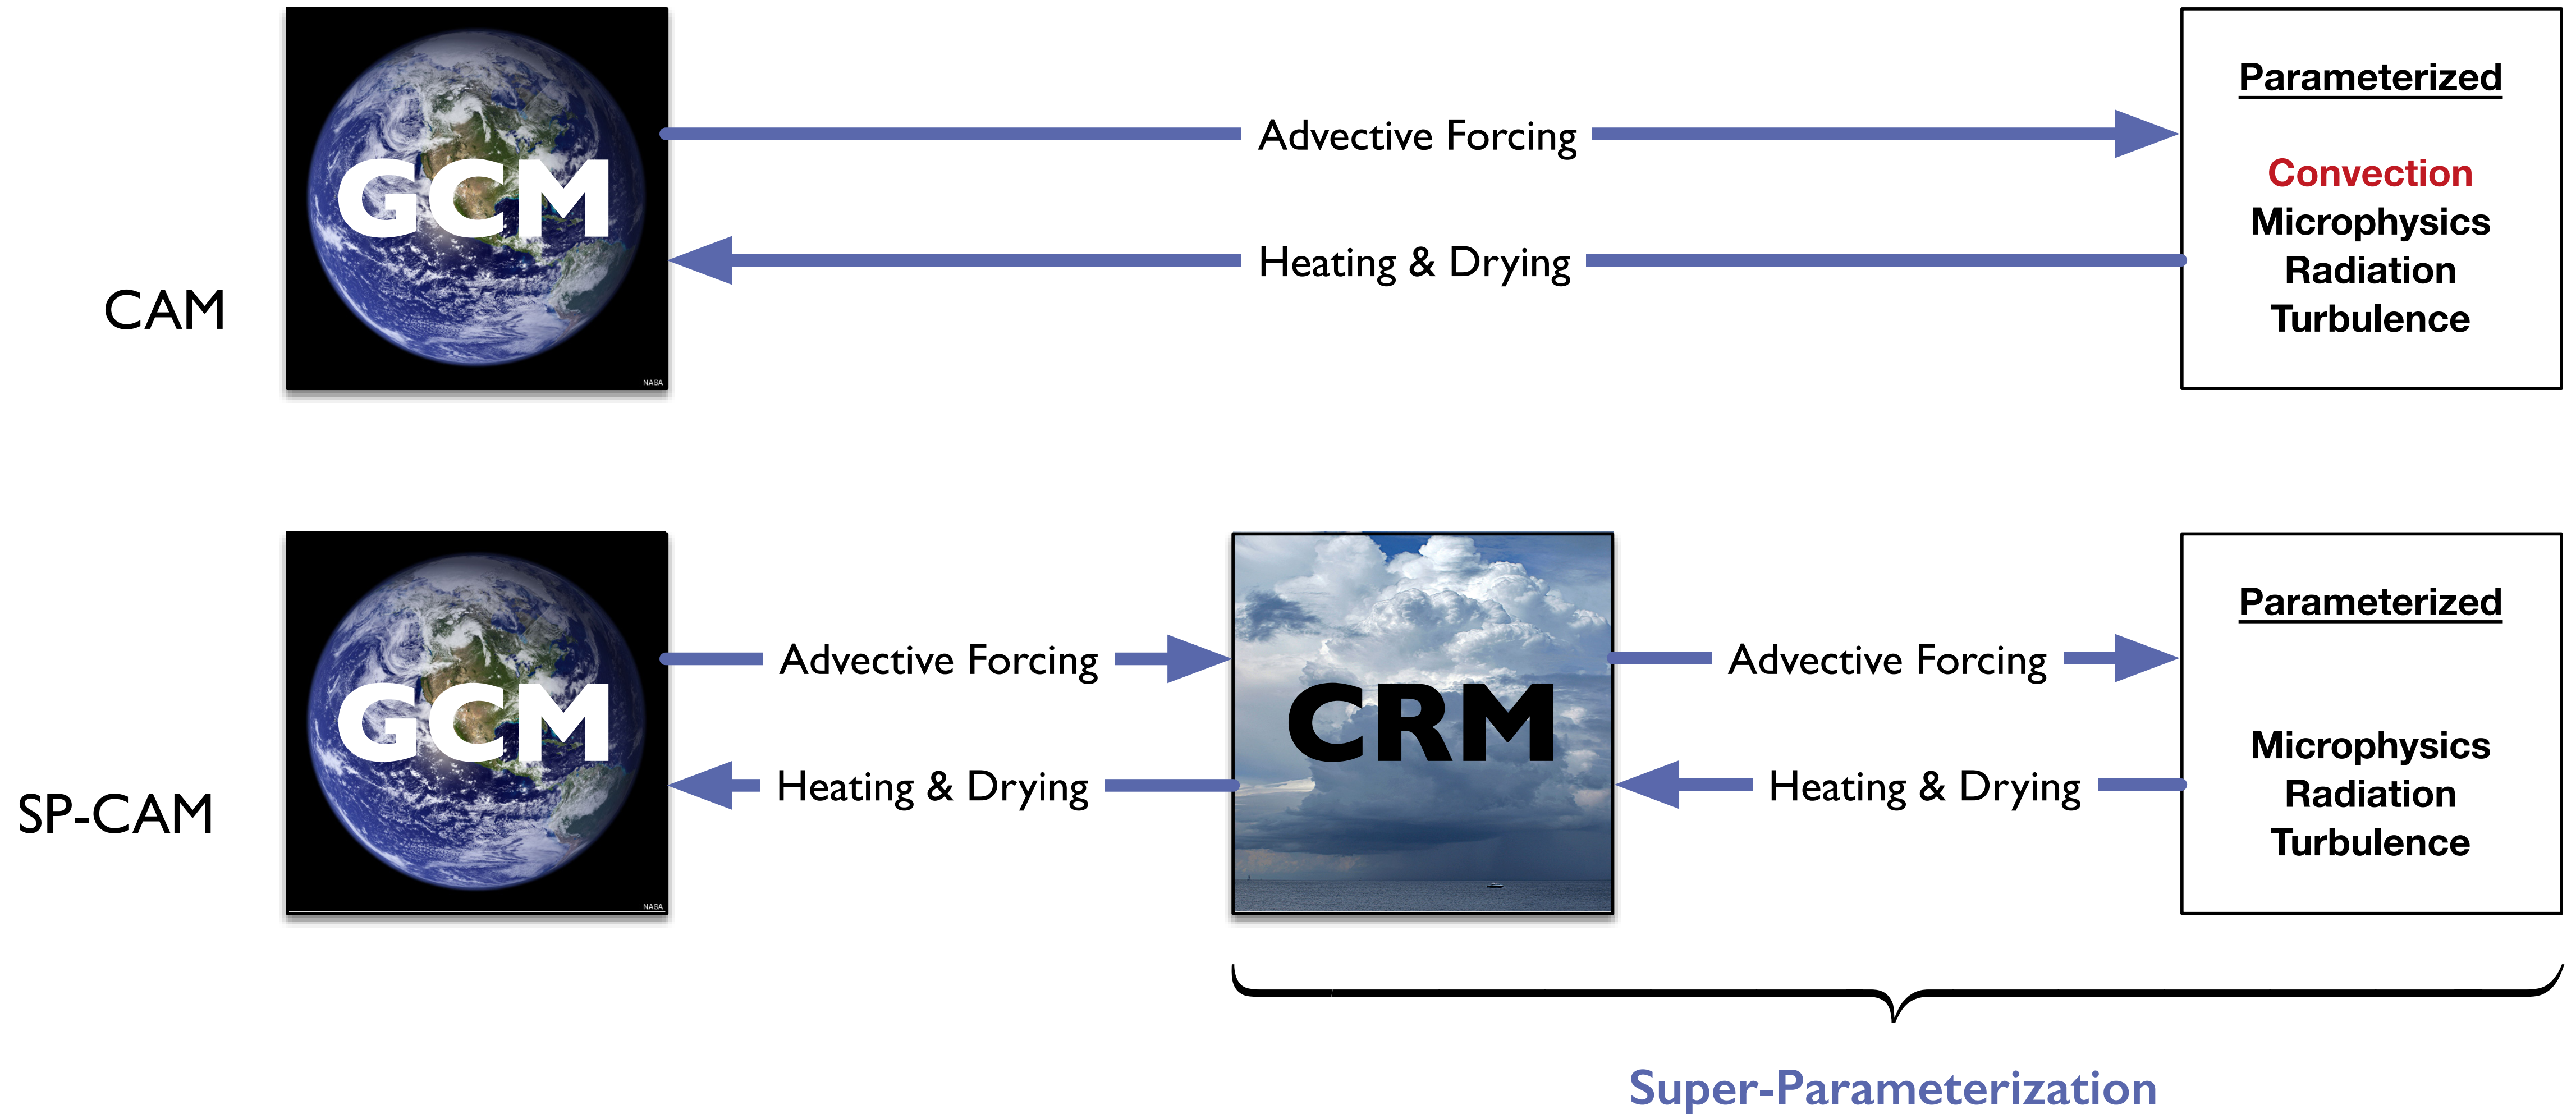 GCM
NASA
CAM
Advective Forcing
Heating & Drying
Parameterized
Convection
Microphysics
Radiation
Turbulence
GCM
NASA
SP-CAM
Advective Forcing
Heating & Drying
CRM
Advective Forcing
Heating & Drying
Parameterized
Microphysics
Radiation
Turbulence
Super-Parameterization